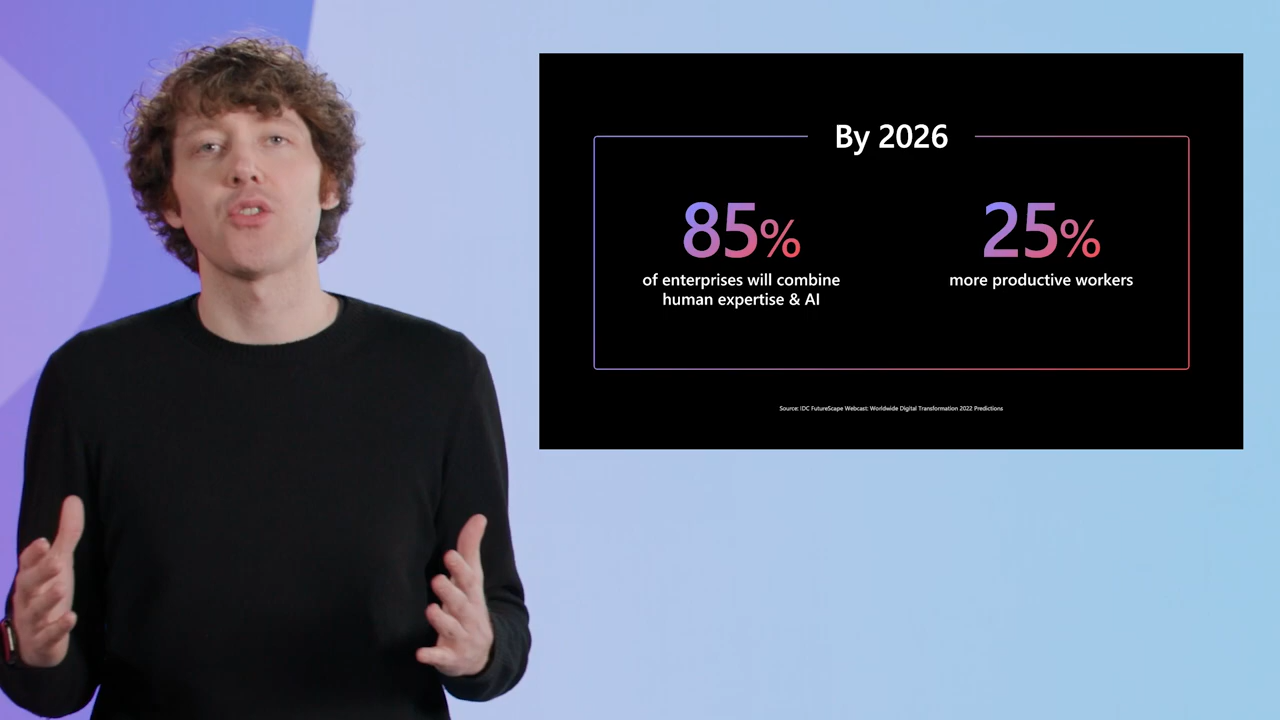 By 2026
85%
of enterprises will combine
human expertise & AI
25%
more productive workers
Source: IDC FutureScape Webcast: Worldwide Digital Transformation 2022 Predictions